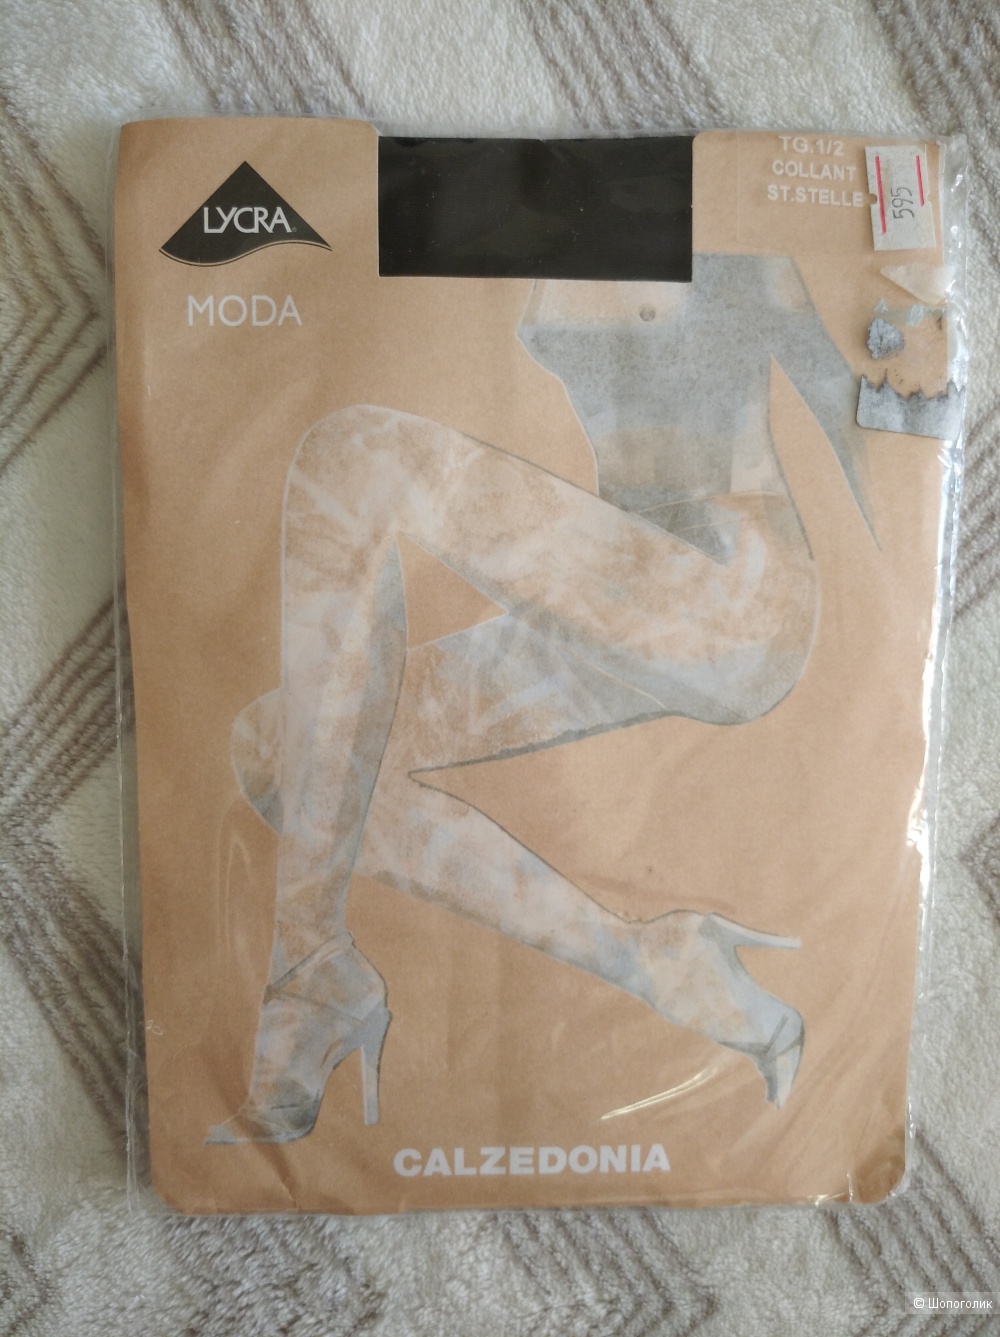 LYCRA®
MODA
TG.1/2
COLLANT
ST.STELLE
595
CALZEDONIA
© Шопоголик